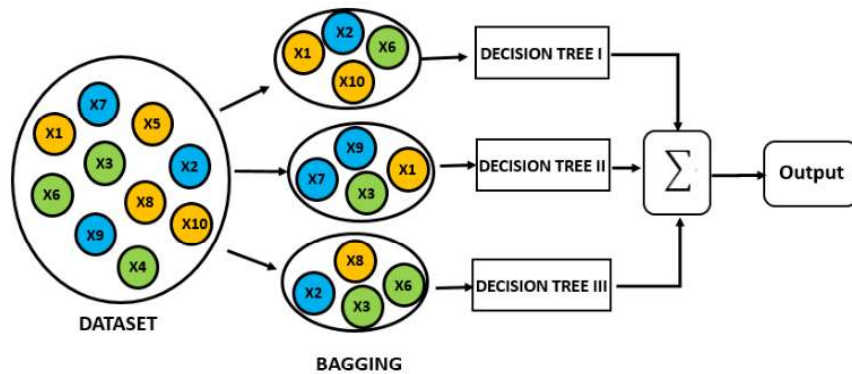 X7
X1
X5
X3
X2
X6
X8
X10
X9
X4
DATASET
X2
X1
X6
X10
X9
X7
X1
X3
X8
X2
X6
X3
BAGGING
DECISION TREE I
DECISION TREE II
DECISION TREE III
∑
Output